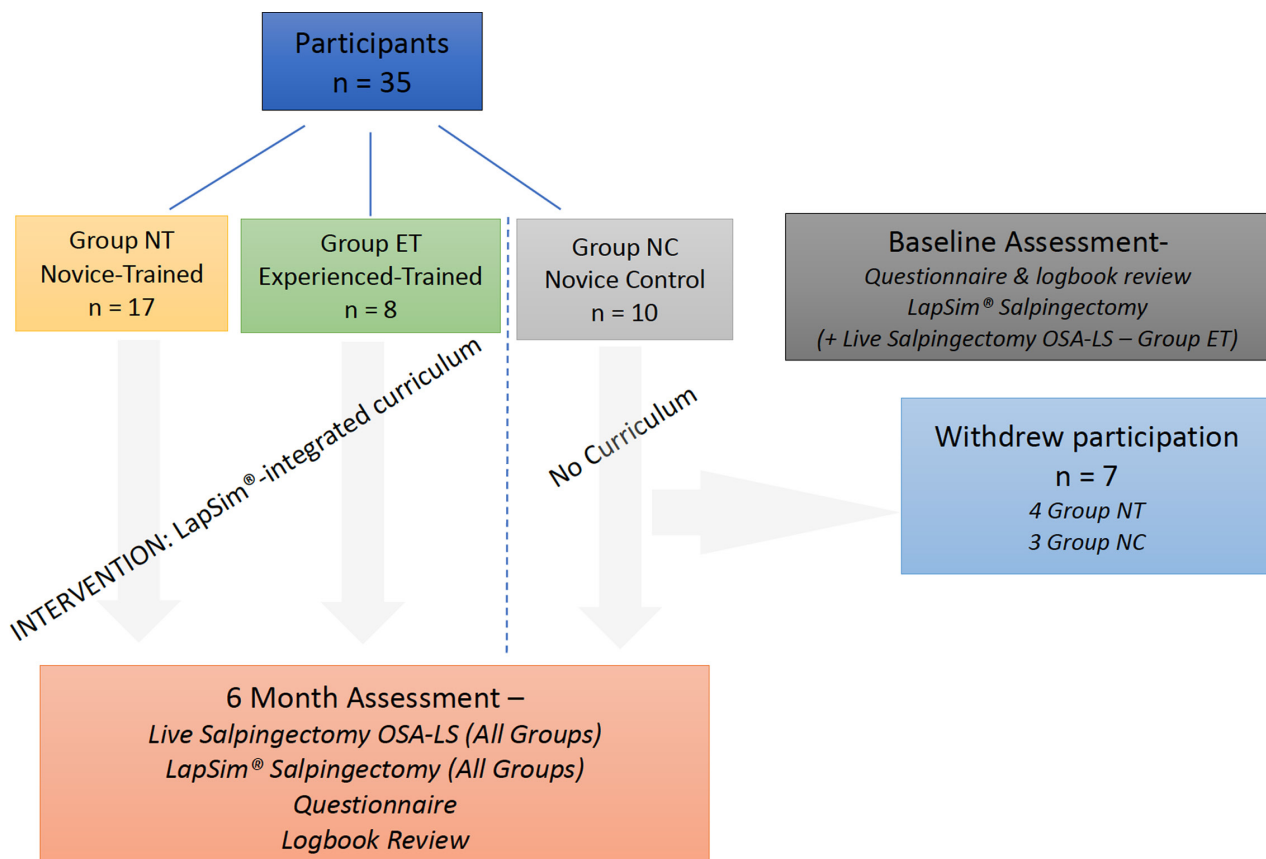 Participants
n = 35
Group NT
Novice-Trained
n = 17
Group ET
Experienced-Trained
n = 8
Group NC
Novice Control
n = 10
Baseline Assessment-
Questionnaire & logbook review
LapSim® Salpingectomy
(+ Live Salpingectomy OSA-LS – Group ET)
INTERVENTION: LapSim®-integrated curriculum
No Curriculum
Withdrew participation
n = 7
4 Group NT
3 Group NC
6 Month Assessment –
Live Salpingectomy OSA-LS (All Groups)
LapSim® Salpingectomy (All Groups)
Questionnaire
Logbook Review